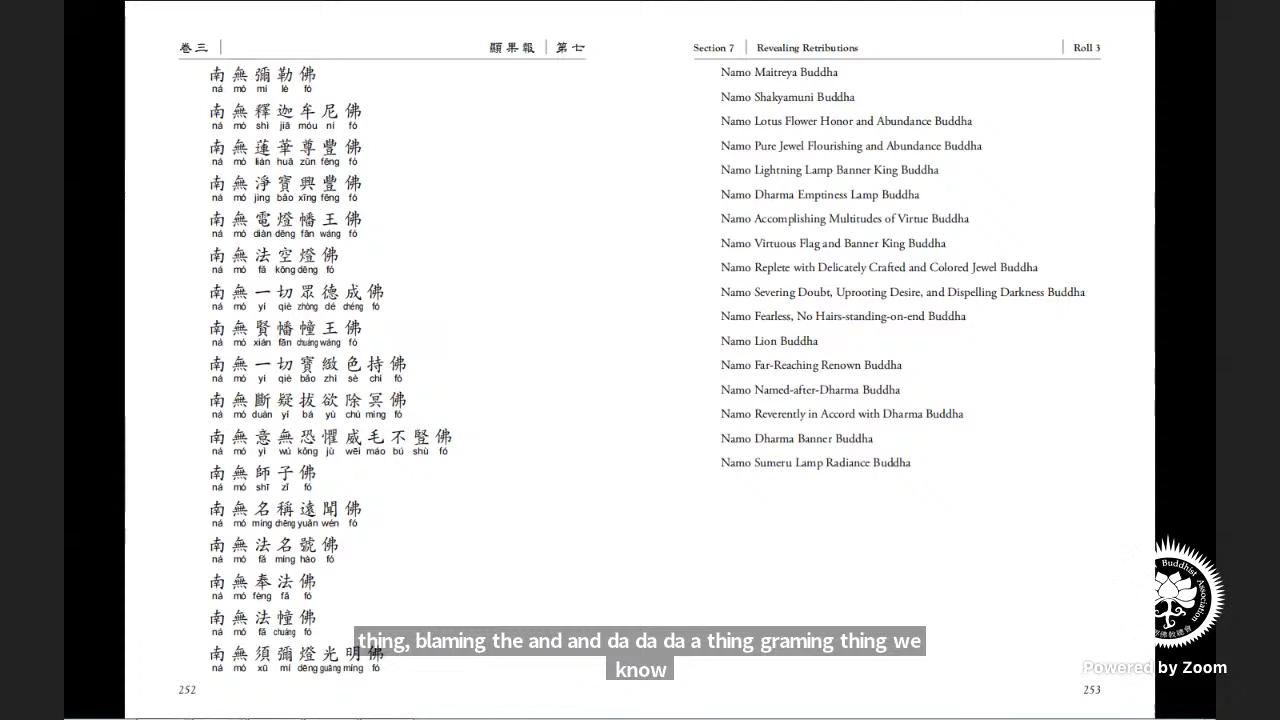 卷三 顯果報 第七
南無彌勒佛
ná mó mí lè fó
南無釋迦牟尼佛
ná mó shì jiā móu ní fó
南無蓮華尊豐佛
ná mó lián huā zūn fēng fó
南無淨寶興豐佛
ná mó jìng bǎo xīng fēng fó
南無電燈幡王佛
ná mó diàn dēng fān wáng fó
南無法空燈佛
ná mó fǎ kōng dēng fó
南無一切眾德成佛
ná mó yí qiè zhòng dé chéng fó
南無賢幡幢王佛
ná mó xián fān chuáng wáng fó
南無一切寶緻色持佛
ná mó yí qiè bǎo zhì sè chí fó
南無斷疑拔欲除冥佛
ná mó duàn yí bá yù chú míng fó
南無意無恐懼威毛不豎佛
ná mó yì wú kǒng jù wēi máo bú shù fó
南無師子佛
ná mó shī zǐ fó
南無名稱遠聞佛
ná mó míng chēng yuǎn wén fó
南無法名號佛
ná mó fǎ míng hào fó
南無奉法佛
ná mó fèng fǎ fó
南無法幢佛
ná mó fǎ chuáng fó
南無須彌燈光明佛
ná mó xū mí dēng guāng míng fó
252
Section 7 Revealing Retributions Roll 3
Namo Maitreya Buddha
Namo Shakyamuni Buddha
Namo Lotus Flower Honor and Abundance Buddha
Namo Pure Jewel Flourishing and Abundance Buddha
Namo Lightning Lamp Banner King Buddha
Namo Dharma Emptiness Lamp Buddha
Namo Accomplishing Multitudes of Virtue Buddha
Namo Virtuous Flag and Banner King Buddha
Namo Replete with Delicately Crafted and Colored Jewel Buddha
Namo Severing Doubt, Uprooting Desire, and Dispelling Darkness Buddha
Namo Fearless, No Hairs-standing-on-end Buddha
Namo Lion Buddha
Namo Far-Reaching Renown Buddha
Namo Named-after-Dharma Buddha
Namo Reverently in Accord with Dharma Buddha
Namo Dharma Banner Buddha
Namo Sumeru Lamp Radiance Buddha
253
thing, blaming the and and da da da a thing graming thing we
know
Buddhist Association
Powered by Zoom